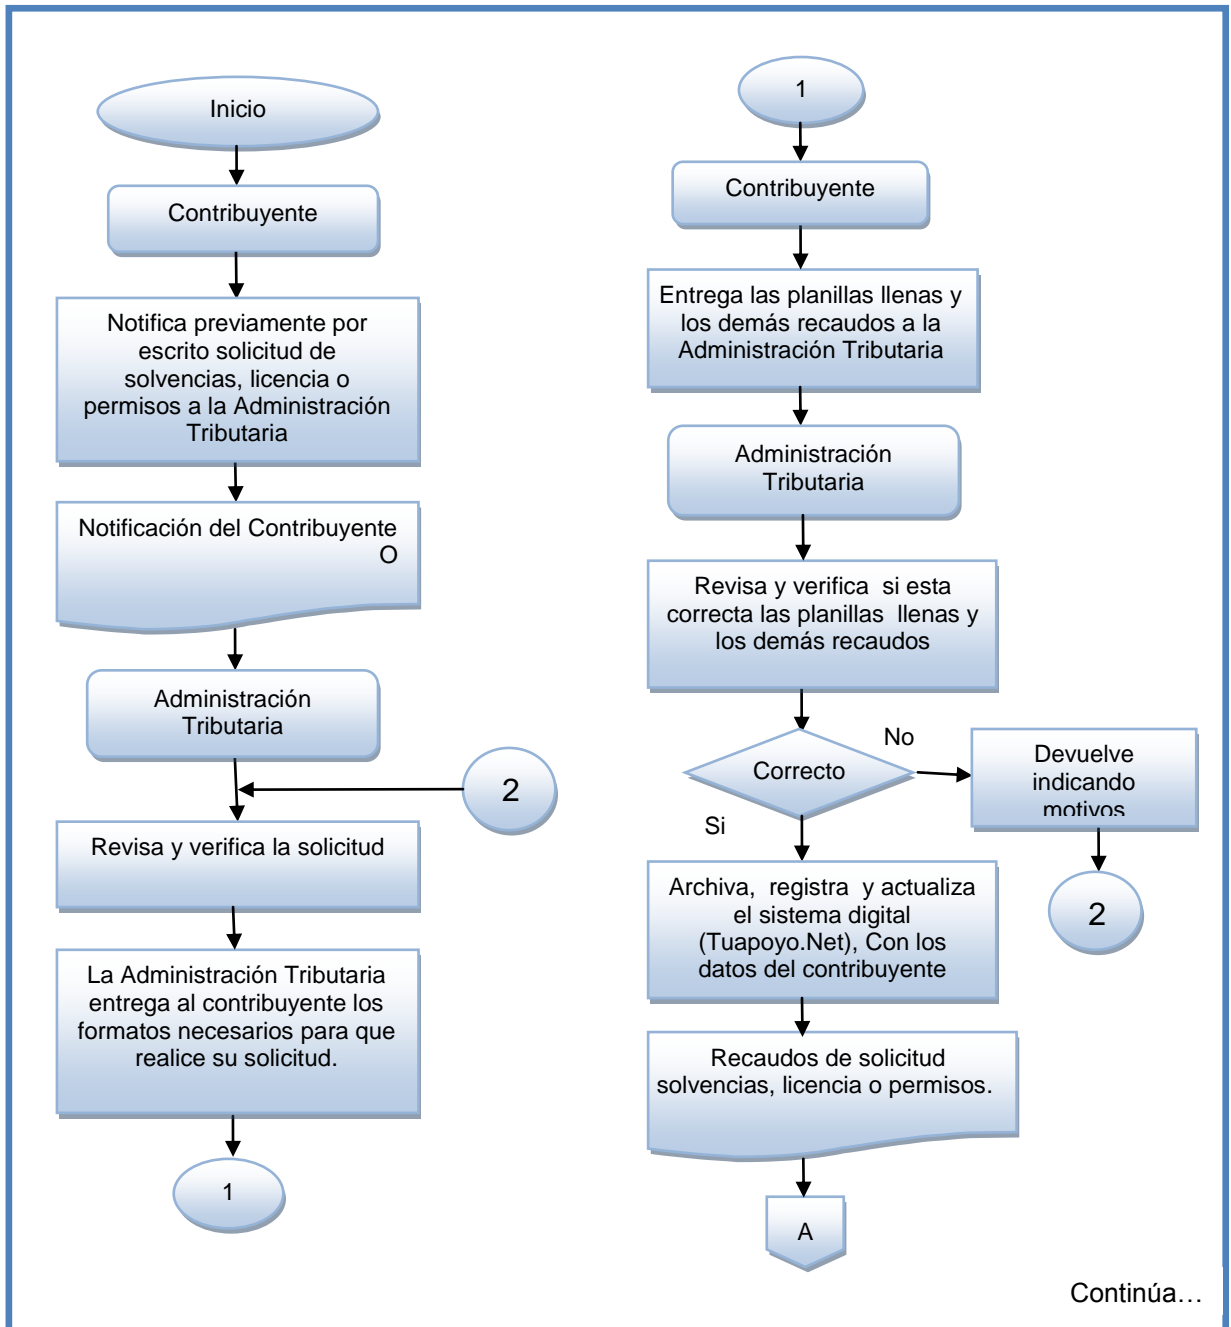 Inicio
Contribuyente
Notifica previamente por
escrito solicitud de
solvencias, licencia o
permisos a la Administración
Tributaria
Notificación del Contribuyente
O
Administración
Tributaria
2
Revisa y verifica la solicitud
La Administración Tributaria
entrega al contribuyente los
formatos necesarios para que
realice su solicitud.
1
1
Contribuyente
Entrega las planillas llenas y
los demás recaudos a la
Administración Tributaria
Administración
Tributaria
Revisa y verifica  si esta
correcta las planillas  llenas y
los demás recaudos
Correcto
No
Devuelve
indicando
motivos
2
Si
Archiva,  registra  y actualiza
el sistema digital
(Tuapoyo.Net), Con los
datos del contribuyente
Recaudos de solicitud
solvencias, licencia o permisos.
A
Continúa…